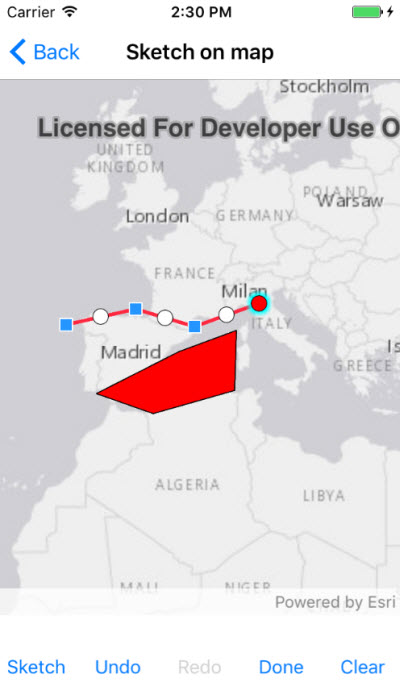 Carrier 2:30 PM
Back Sketch on map
Stockholm
Licensed For Developer Use O
UNITED
KINGDOM
POLAND
Warsaw
London GERMANY
FRANCE
Milan
ITALY
Madrid Is
GREECE
ALGERIA
LIBYA
MALI NIGER
Powered by Esri
Sketch Undo Redo Done Clear